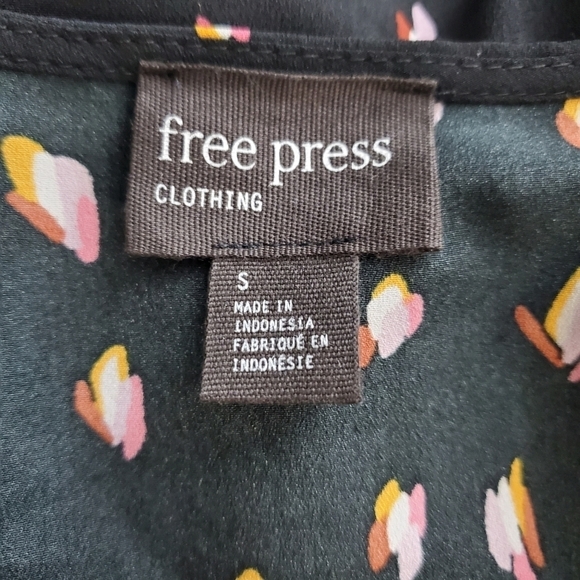 free press
CLOTHING
S
MADE IN
INDONESIA
FABRIQUÉ EN
INDONÉSIE